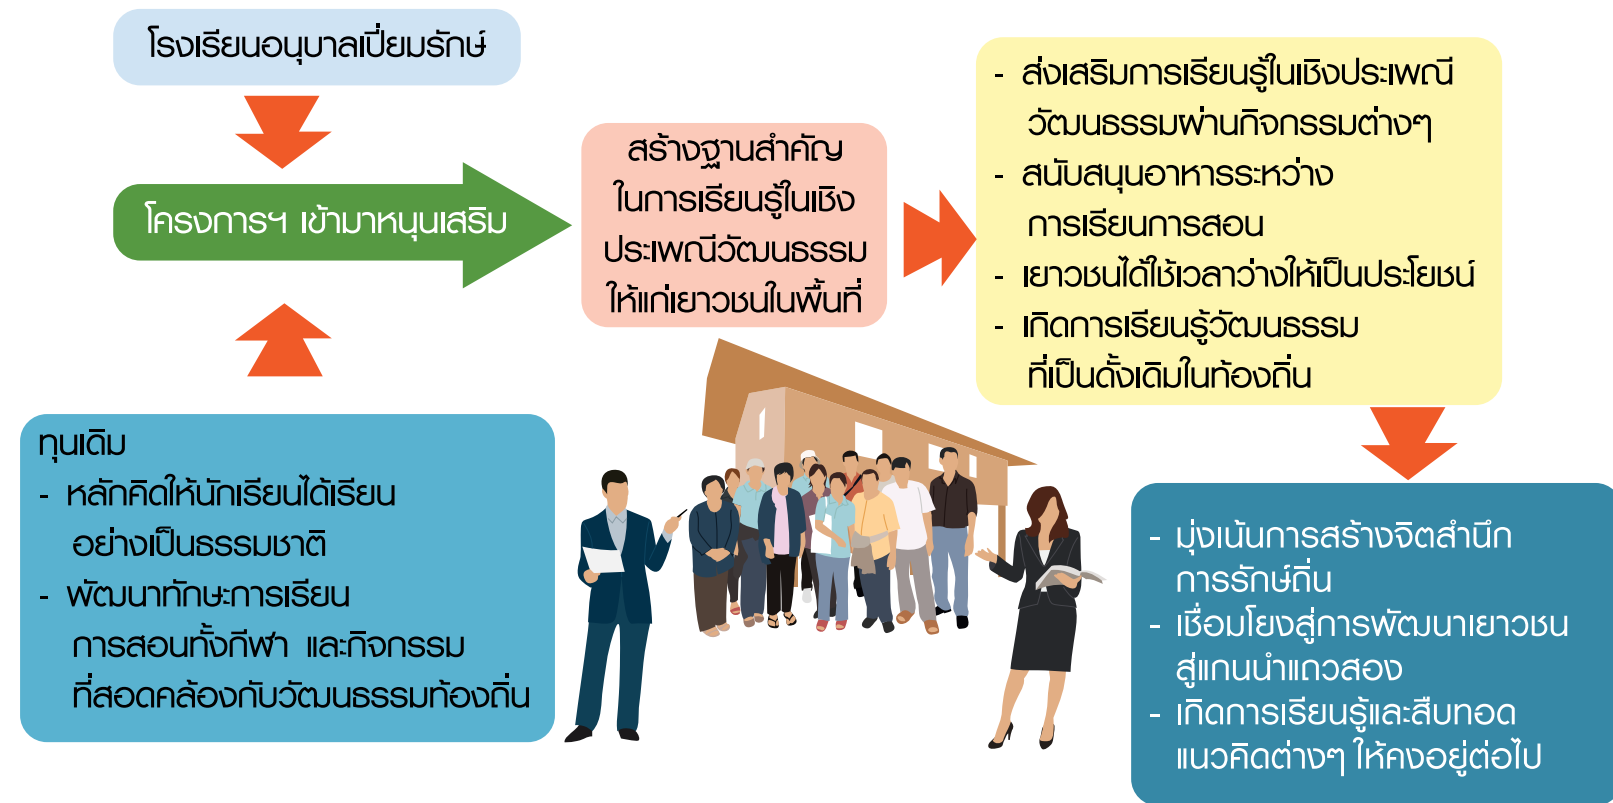 โรงเรียนอนุบาลเปี่ยมรักษ์
โครงการฯ เข้ามาหนุนเสริม
ทุนเดิม
- หลักคิดให้นักเรียนได้เรียน
อย่างเป็นธรรมชาติ
- พัฒนาทักษะการเรียน
การสอนทั้งกีฬา และกิจกรรม
ที่สอดคล้องกับวัฒนธรรมท้องถิ่น
สร้างฐานสำคัญ
ในการเรียนรู้ในเชิง
ประเพณีวัฒนธรรม
ให้แก่เยาวชนในพื้นที่
- ส่งเสริมการเรียนรู้ในเชิงประเพณี
วัฒนธรรมผ่านกิจกรรมต่างๆ
- สนับสนุนอาหารระหว่าง
การเรียนการสอน
- เยาวชนได้ใช้เวลาว่างให้เป็นประโยชน์
- เกิดการเรียนรู้วัฒนธรรม
ที่เป็นดั้งเดิมในท้องถิ่น
- มุ่งเน้นการสร้างจิตสำนึก
การรักษ์ถิ่น
- เชื่อมโยงสู่การพัฒนาเยาวชน
สู่แกนนำแถวสอง
- เกิดการเรียนรู้และสืบทอด
แนวคิดต่างๆ ให้คงอยู่ต่อไป